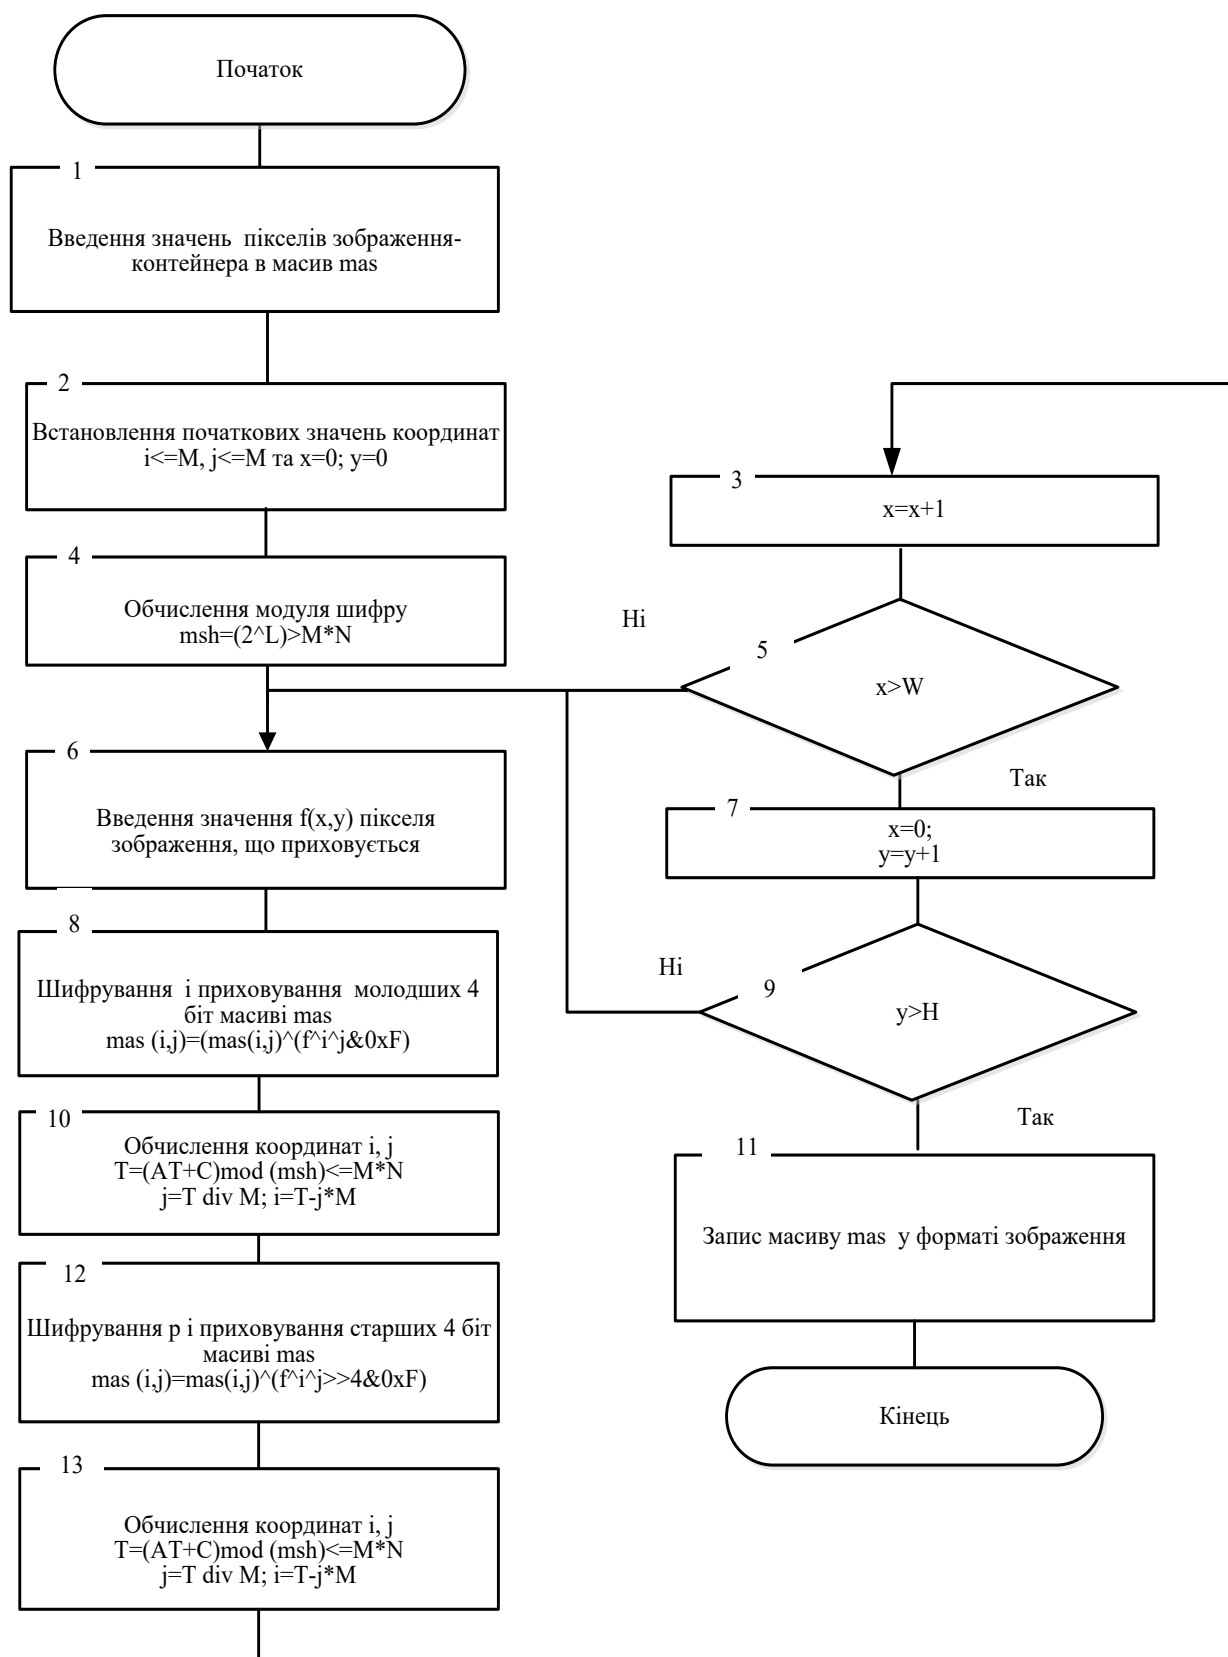 Початок
1
Введення значень пікселів зображення-
контейнера в масив mas
2
Встановлення початкових значень координат
i<=M, j<=M та x=0; y=0
4
Обчислення модуля шифру
msh=(2^L)>M*N
6
Введення значення f(x,y) пікселя
зображення, що приховується
8
Шифрування і приховування молодших 4
біт масиві mas
mas (i,j)=(mas(i,j)^(f^i^j&0xF)
10
Обчислення координат i, j
T=(AT+C)mod (msh)<=M*N
j=T div M; i=T-j*M
12
Шифрування р і приховування старших 4 біт
масиві mas
mas (i,j)=mas(i,j)^(f^i^j>>4&0xF)
13
Обчислення координат i, j
T=(AT+C)mod (msh)<=M*N
j=T div M; i=T-j*M
3
x=x+1
Ні
5
x>W
Так
7
x=0;
y=y+1
Ні
9
y>H
Так
11
Запис масиву mas у форматі зображення
Кінець